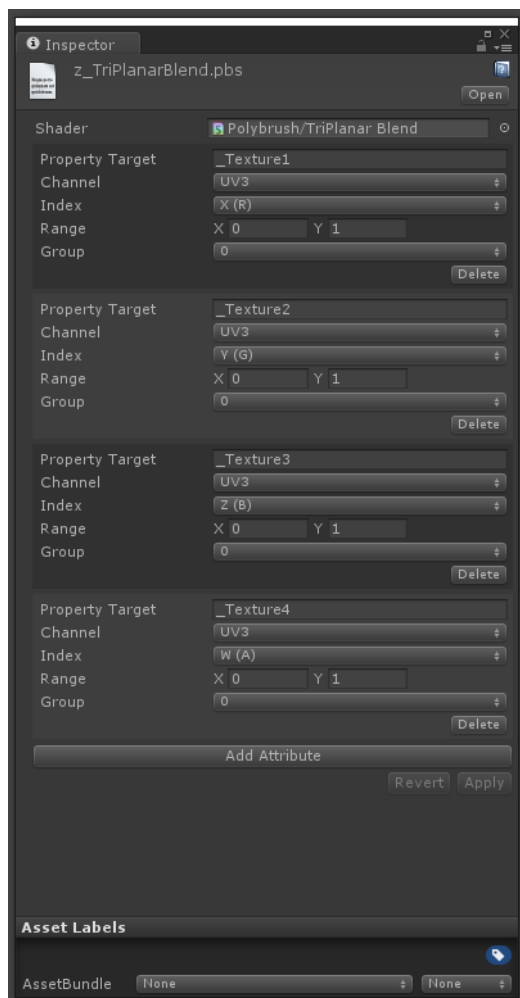 Inspector
z_TriPlanarBlend.pbs
Open
Shader Polybrush/TriPlanar Blend
Property Target _Texture1
Channel UV3
Index X (R)
Range X 0 Y 1
Group 0
Delete
Property Target _Texture2
Channel UV3
Index Y (G)
Range X 0 Y 1
Group 0
Delete
Property Target _Texture3
Channel UV3
Index Z (B)
Range X 0 Y 1
Group 0
Delete
Property Target _Texture4
Channel UV3
Index W (A)
Range X 0 Y 1
Group 0
Delete
Add Attribute
Revert Apply
Asset Labels
AssetBundle None None